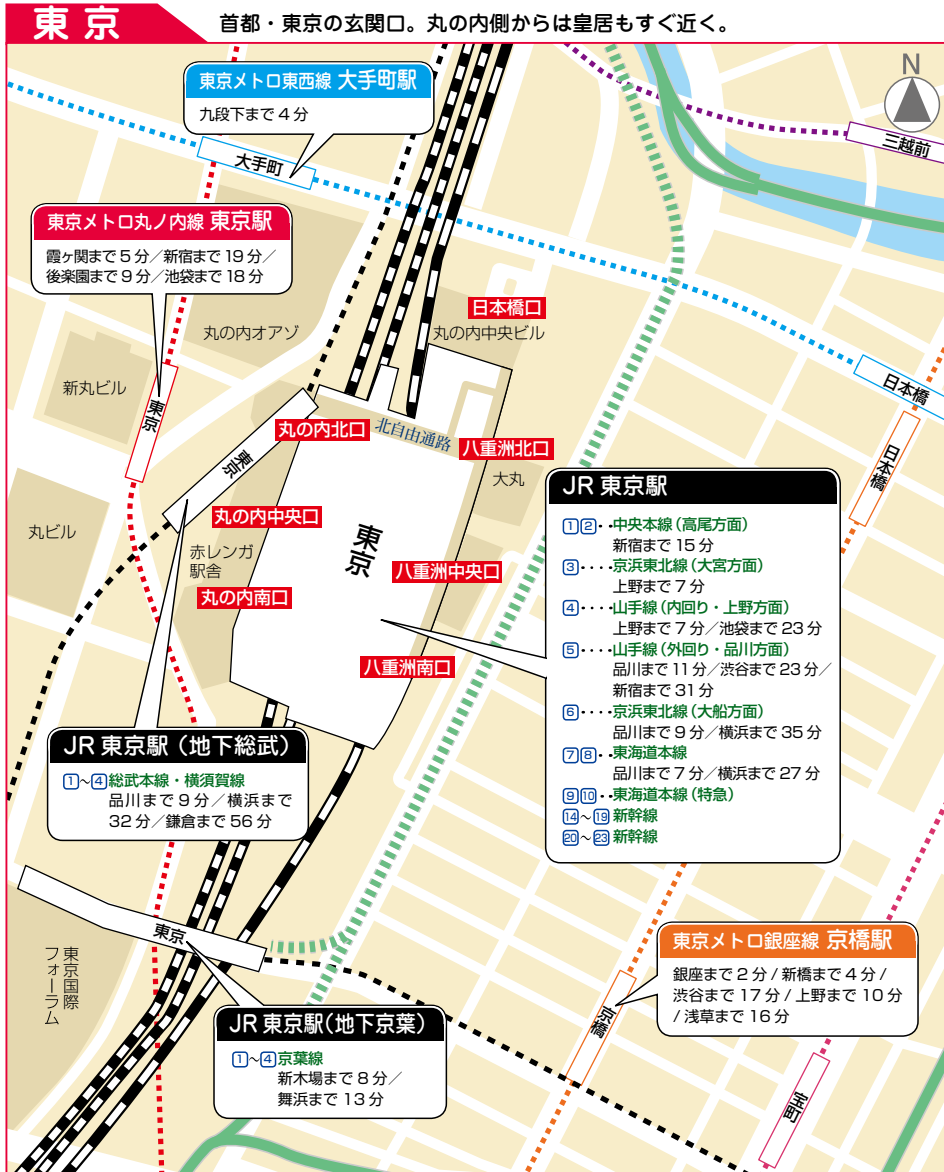 東京
首都・東京の玄関口。丸の内側からは皇居もすぐ近く。
N
東京メトロ東西線 大手町駅
九段下まで4分
三越前
大手町
東京メトロ丸ノ内線 東京駅
霞ヶ関まで5分／新宿まで19分／
後楽園まで9分／池袋まで18分
日本橋口
丸の内中央ビル
丸の内オアゾ
新丸ビル
東京
日本橋
日本橋
丸の内北口
北自由通路
八重洲北口
東京
大丸
丸ビル
丸の内中央口
東京
赤レンガ
駅舎
八重洲中央口
丸の内南口
八重洲南口
JR 東京駅
①②・・中央本線（高尾方面）
新宿まで15分
③・・・・京浜東北線（大宮方面）
上野まで7分
④・・・・山手線（内回り・上野方面）
上野まで7分／池袋まで23分
⑤・・・・山手線（外回り・品川方面）
品川まで11分／渋谷まで23分／
新宿まで31分
⑥・・・・京浜東北線（大船方面）
品川まで9分／横浜まで35分
⑦⑧・・東海道本線
品川まで7分／横浜まで27分
⑨⑩・・東海道本線（特急）
⑭～⑲ 新幹線
⑳～㉓ 新幹線
JR 東京駅（地下総武）
①～④ 総武本線・横須賀線
品川まで9分／横浜まで
32分／鎌倉まで56分
東京
東京国際
フォーラム
JR 東京駅（地下京葉）
①～④ 京葉線
新木場まで8分／
舞浜まで13分
東京メトロ銀座線 京橋駅
銀座まで2分 / 新橋まで4分 /
渋谷まで17分 / 上野まで10分
/ 浅草まで16分
京橋
宝町